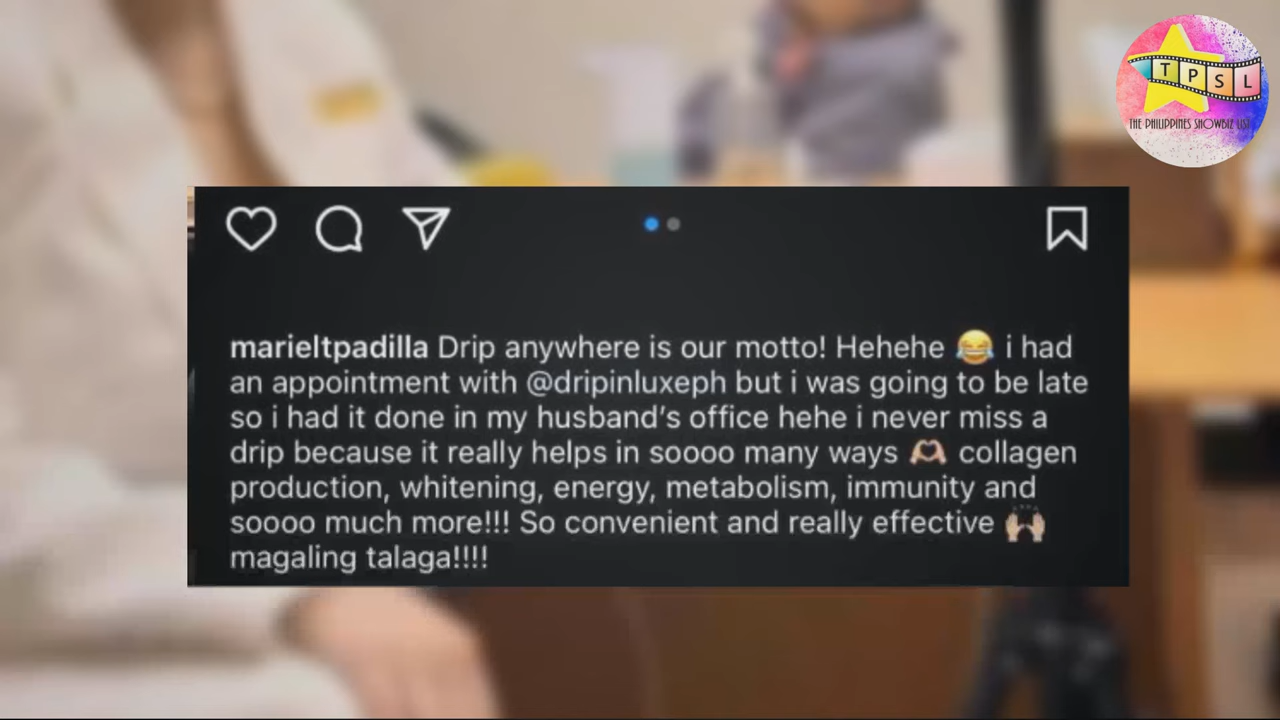 T P S L
THE PHILIPPINES SHOWBIZ LIST
marieltpadilla Drip anywhere is our motto! Hehehe 😂 i had
an appointment with @dripinluxeph but i was going to be late
so i had it done in my husband's office hehe i never miss a
drip because it really helps in soooo many ways 🫶🏼 collagen
production, whitening, energy, metabolism, immunity and
soooo much more!!! So convenient and really effective 🙌🏼
magaling talaga!!!!